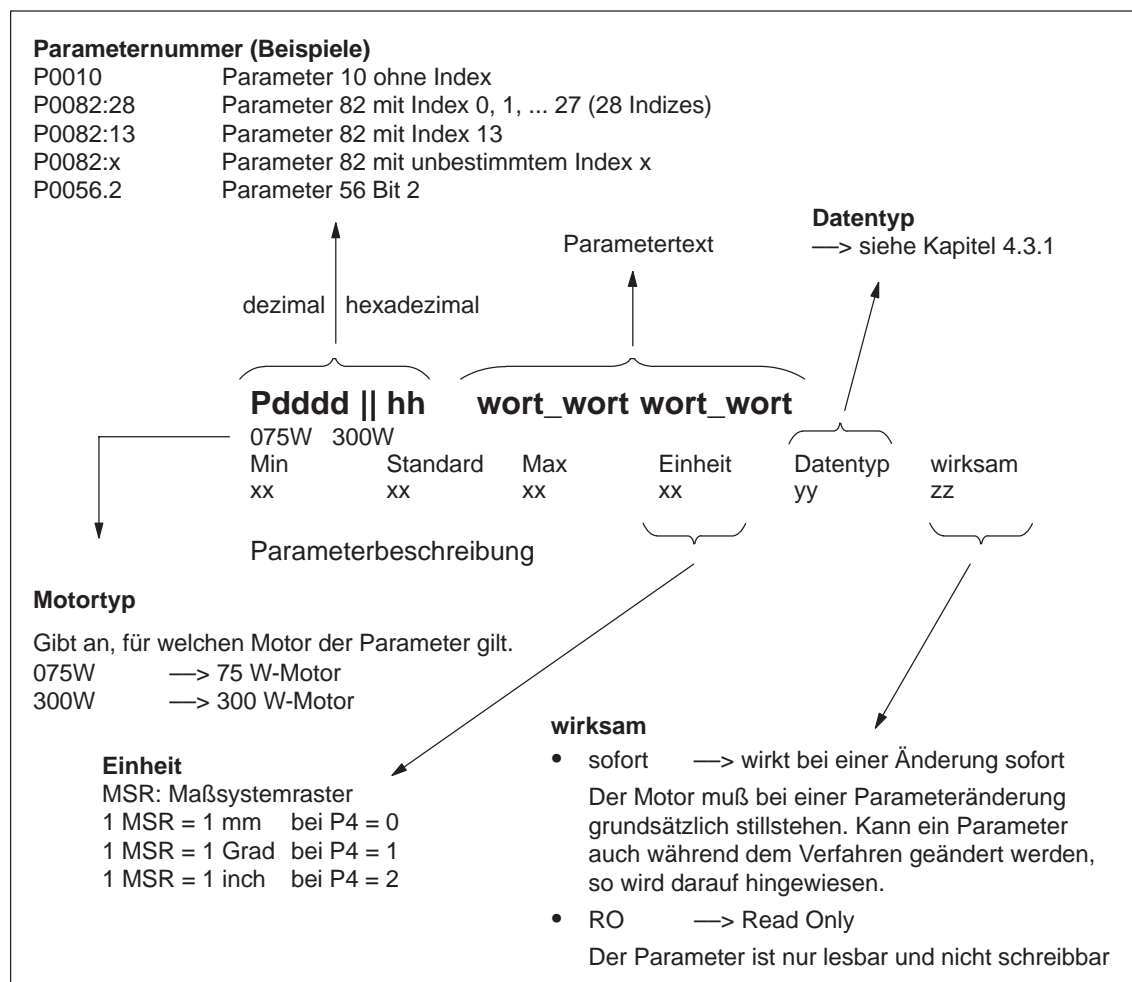 Parameternummer (Beispiele)
P0010 Parameter 10 ohne Index
P0082:28 Parameter 82 mit Index 0, 1, ... 27 (28 Indizes)
P0082:13 Parameter 82 mit Index 13
P0082:x Parameter 82 mit unbestimmtem Index x
P0056.2 Parameter 56 Bit 2
Datentyp
—> siehe Kapitel 4.3.1
Parametertext
dezimal hexadezimal
Pdddd || hh wort_wort wort_wort
075W 300W
Min Standard Max Einheit Datentyp wirksam
xx xx xx xx yy zz
Parameterbeschreibung
Motortyp
Gibt an, für welchen Motor der Parameter gilt.
075W —> 75 W-Motor
300W —> 300 W-Motor
Einheit
MSR: Maßsystemraster
1 MSR = 1 mm bei P4 = 0
1 MSR = 1 Grad bei P4 = 1
1 MSR = 1 inch bei P4 = 2
wirksam
• sofort —> wirkt bei einer Änderung sofort
Der Motor muß bei einer Parameteränderung
grundsätzlich stillstehen. Kann ein Parameter
auch während dem Verfahren geändert werden,
so wird darauf hingewiesen.
• RO —> Read Only
Der Parameter ist nur lesbar und nicht schreibbar